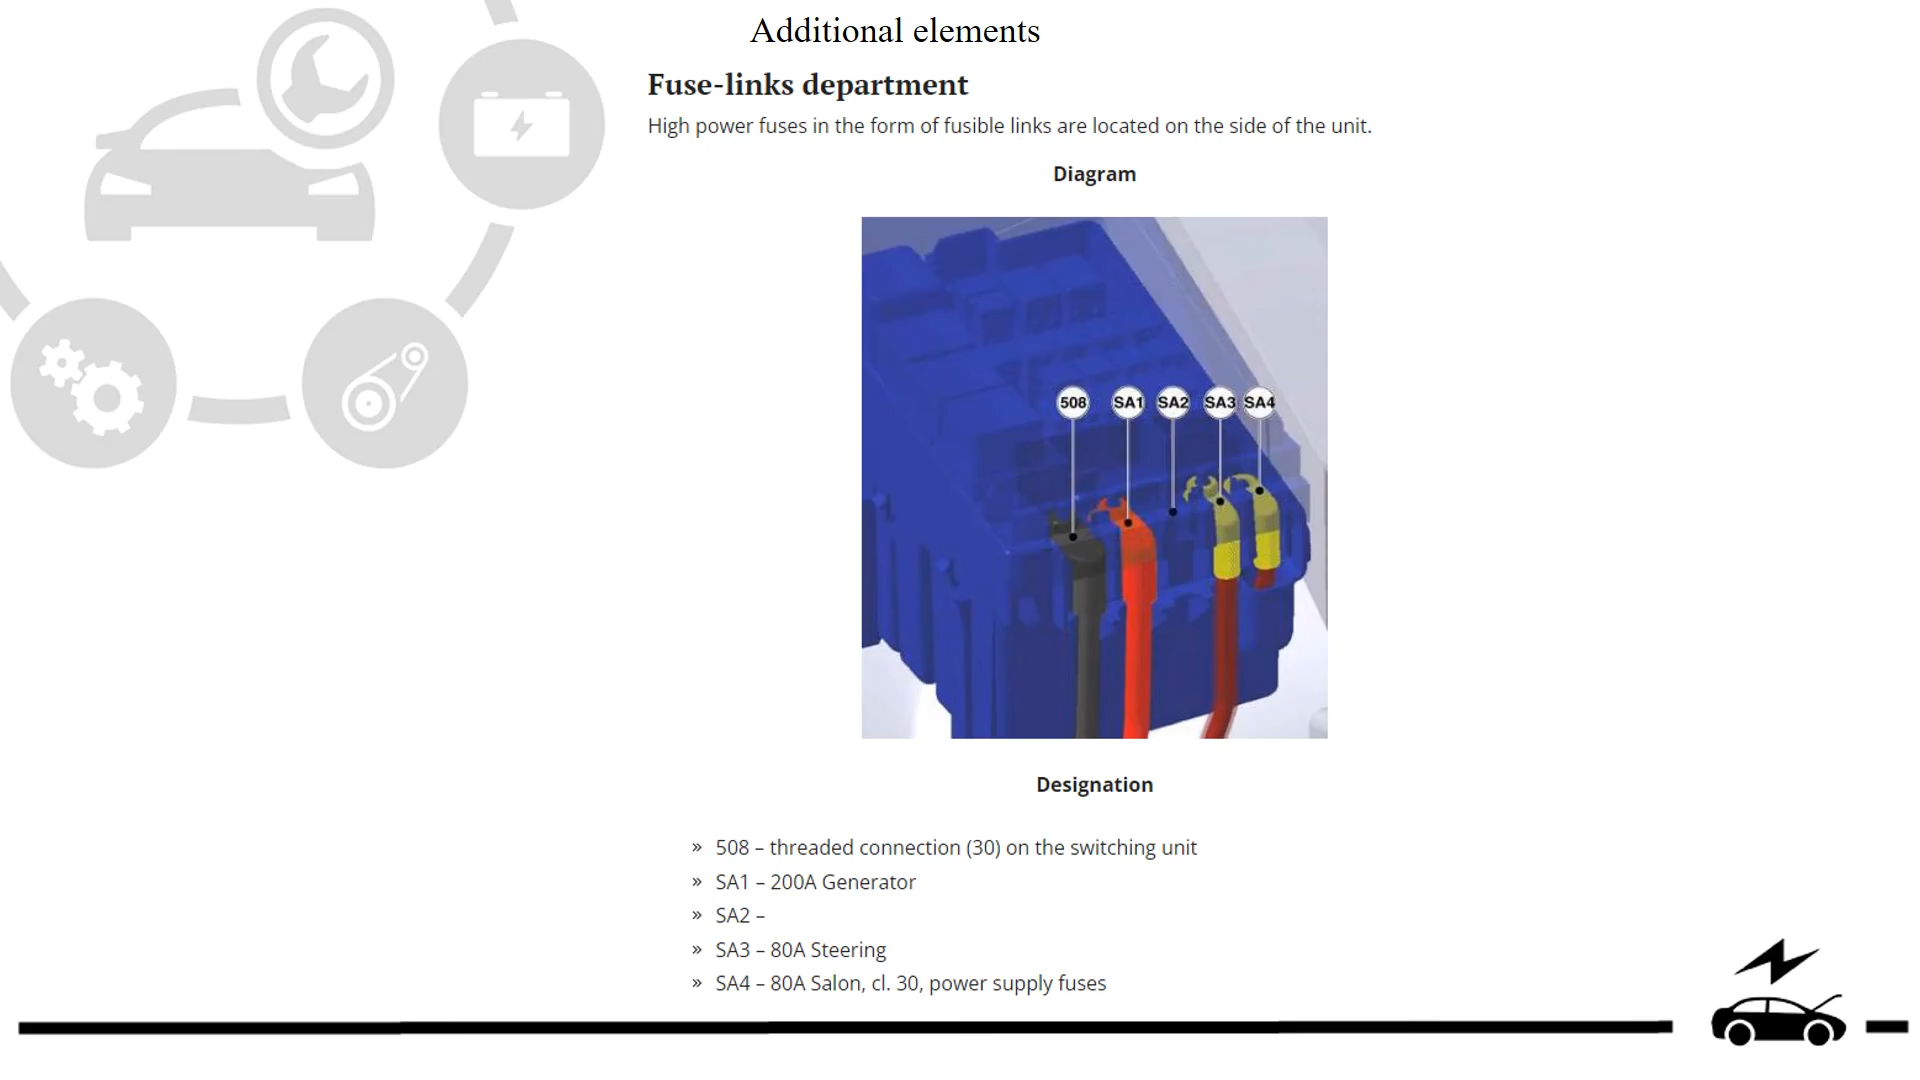 Additional elements
Fuse-links department
High power fuses in the form of fusible links are located on the side of the unit.
Diagram
508 SA1 SA2 SA3 SA4
Designation
» 508 – threaded connection (30) on the switching unit
» SA1 – 200A Generator
» SA2 –
» SA3 – 80A Steering
» SA4 – 80A Salon, cl. 30, power supply fuses